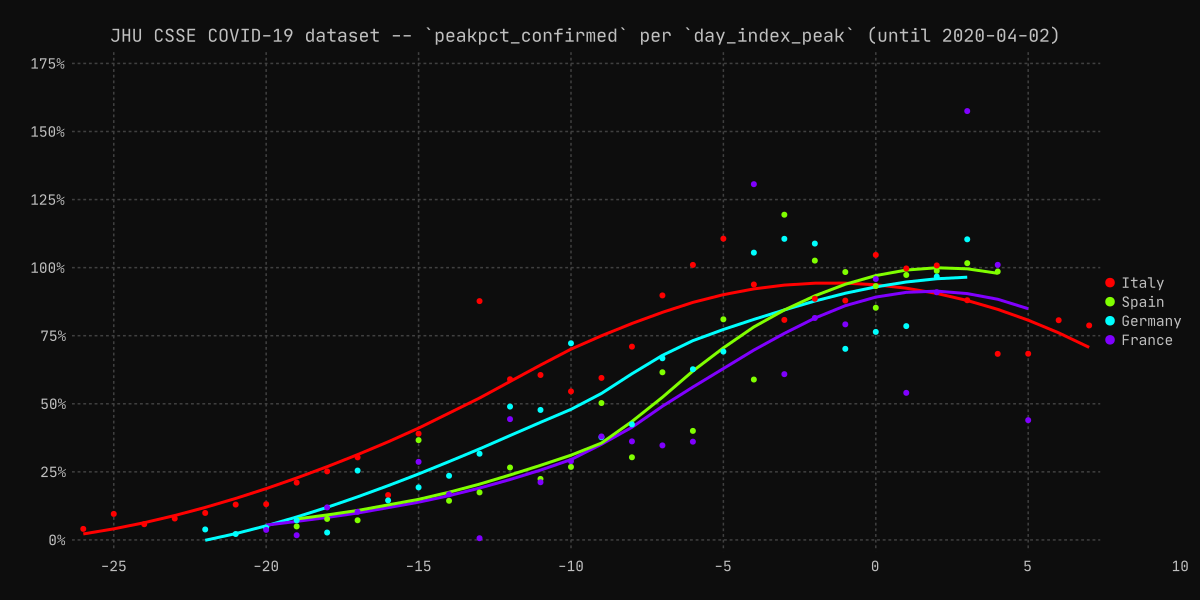 JHU CSSE COVID-19 dataset -- `peakpct_confirmed` per `day_index_peak` (until 2020-04-02)
175%
150%
125%
100%
75%
50%
25%
0%
Italy
Spain
Germany
France
-25 -20 -15 -10 -5 0 5 10